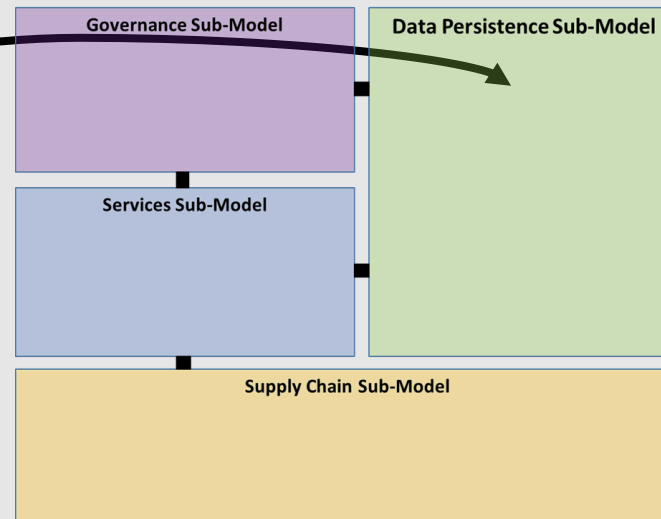 Governance Sub-Model
Data Persistence Sub-Model
Services Sub-Model
Supply Chain Sub-Model